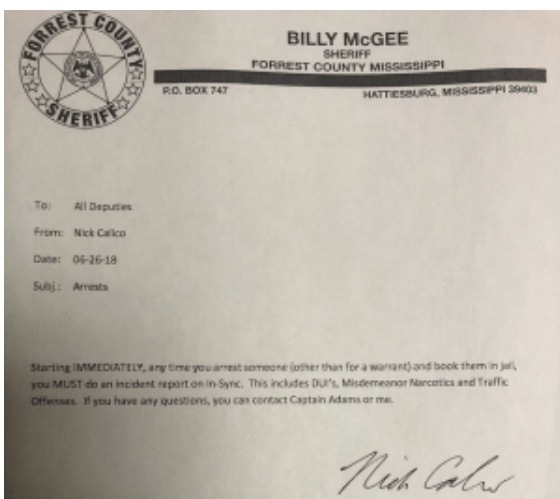 FORREST COUNTY
SHERIFF
BILLY McGEE
SHERIFF
FORREST COUNTY MISSISSIPPI
P.O. BOX 747
HATTIESBURG, MISSISSIPPI 39403
To: All Deputies
From: Nick Calico
Date: 06-26-18
Subj.: Arrests
Starting IMMEDIATELY, any time you arrest someone (other than for a warrant) and book them in jail,
you MUST do an incident report on In-Sync. This includes DUI's, Misdemeanor Narcotics and Traffic
Offenses. If you have any questions, you can contact Captain Adams or me.
Nick Calico